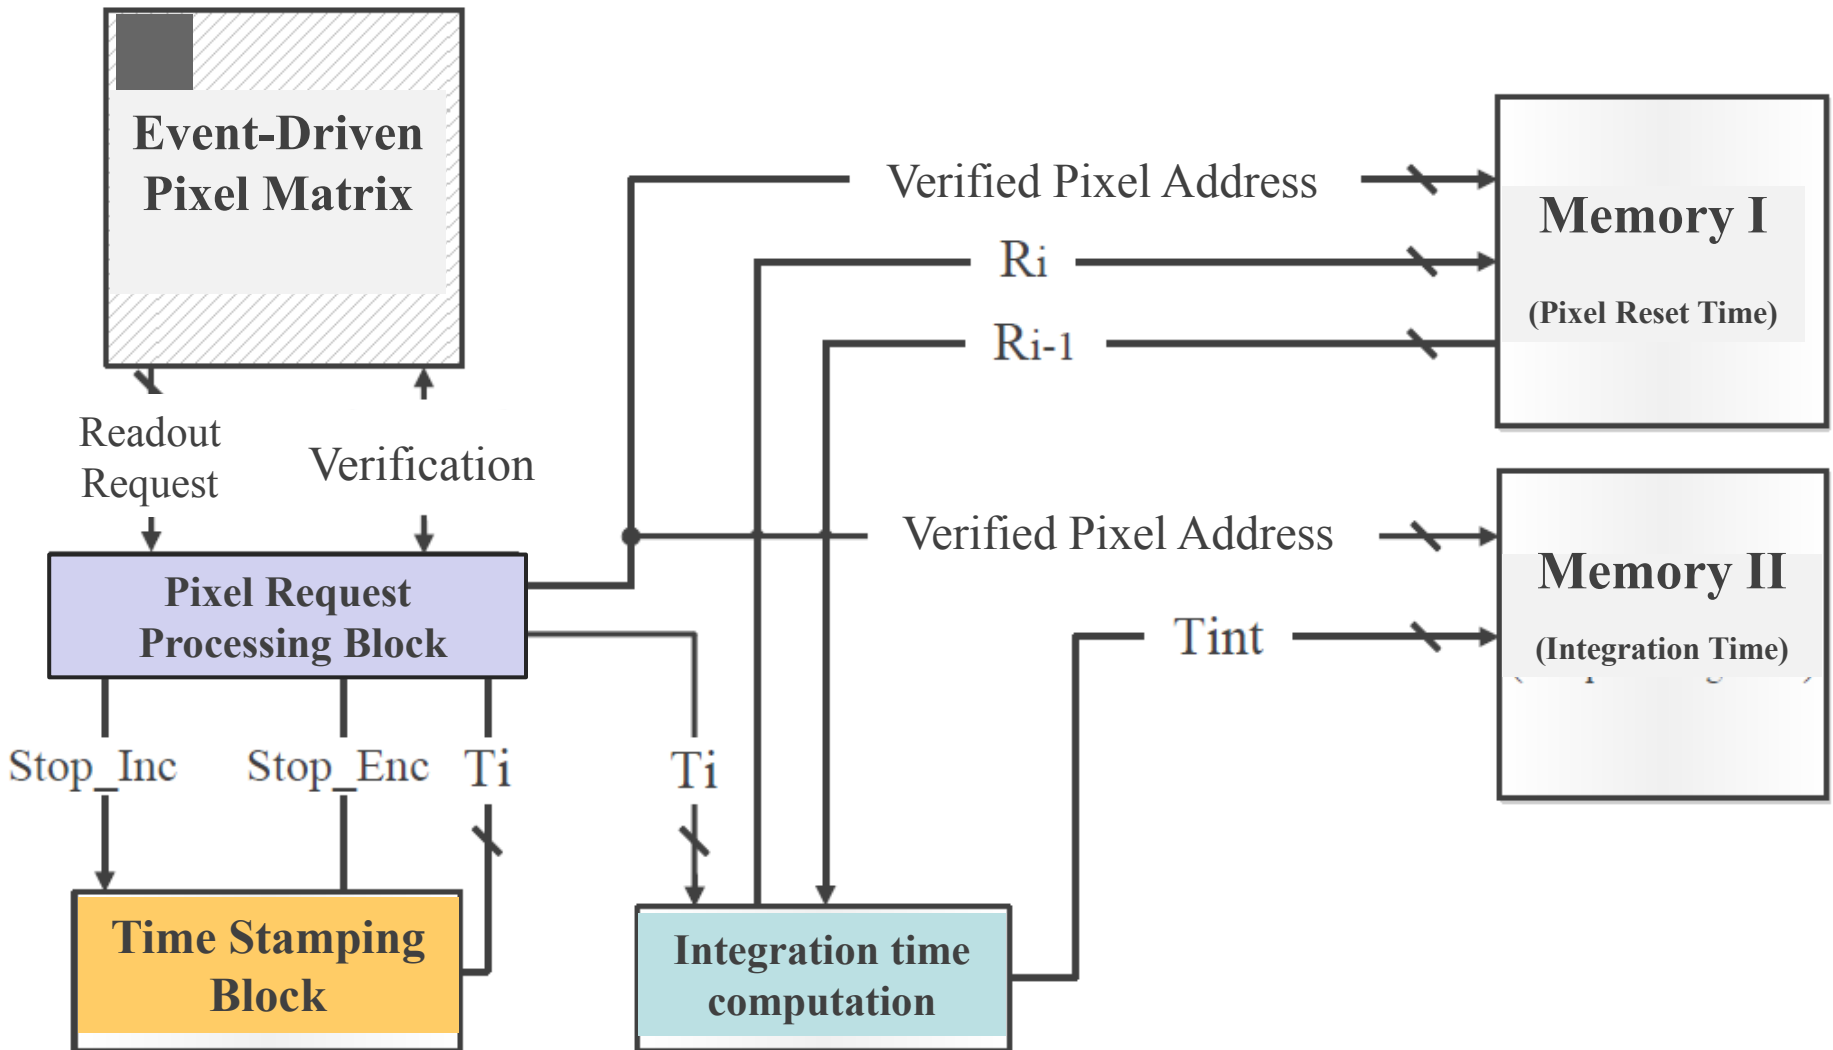 Event-Driven
Pixel Matrix
Readout
Request
Verification
Pixel Request
Processing Block
Stop_Inc
Stop_Enc
Ti
Ti
Time Stamping
Block
Integration time
computation
Verified Pixel Address
Ri
Ri-1
Verified Pixel Address
Tint
Memory I
(Pixel Reset Time)
Memory II
(Integration Time)